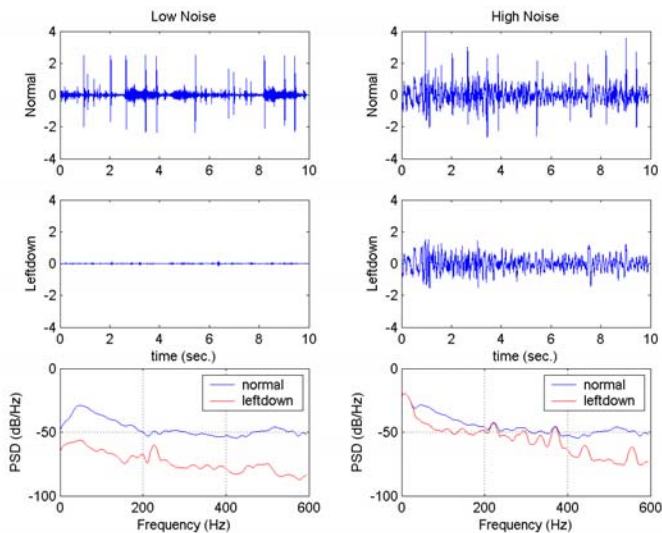 Low Noise
High Noise
Normal
4
2
0
-2
-4
0 2 4 6 8 10
Normal
4
2
0
-2
-4
0 2 4 6 8 10
Leftdown
4
2
0
-2
-4
0 2 4 6 8 10
time (sec.)
Leftdown
4
2
0
-2
-4
0 2 4 6 8 10
time (sec.)
PSD (dB/Hz)
0
-50
-100
normal
leftdown
0 200 400 600
Frequency (Hz)
PSD (dB/Hz)
0
-50
-100
normal
leftdown
0 200 400 600
Frequency (Hz)